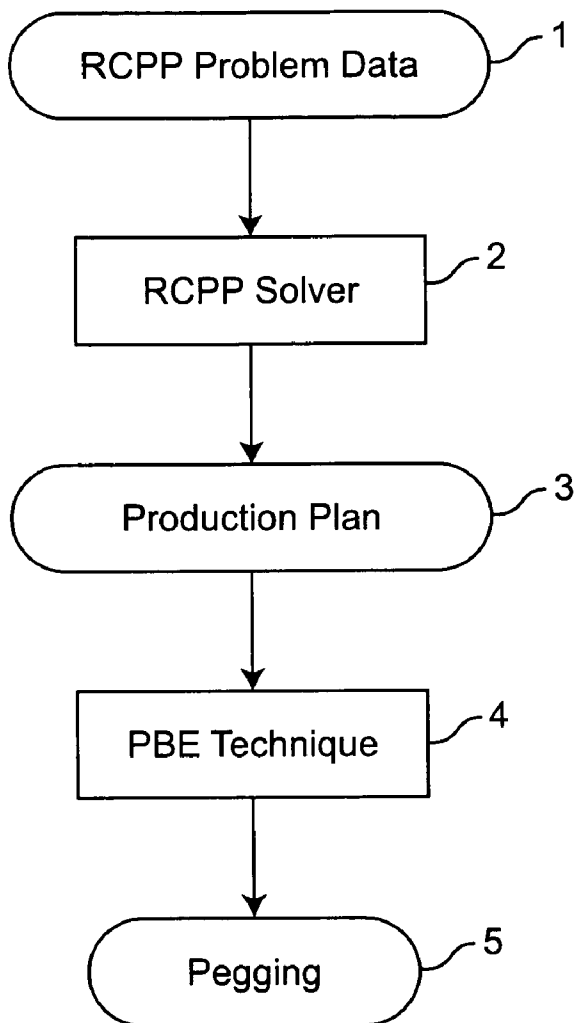 RCPP Problem Data
1
RCPP Solver
2
Production Plan
3
PBE Technique
4
Pegging
5